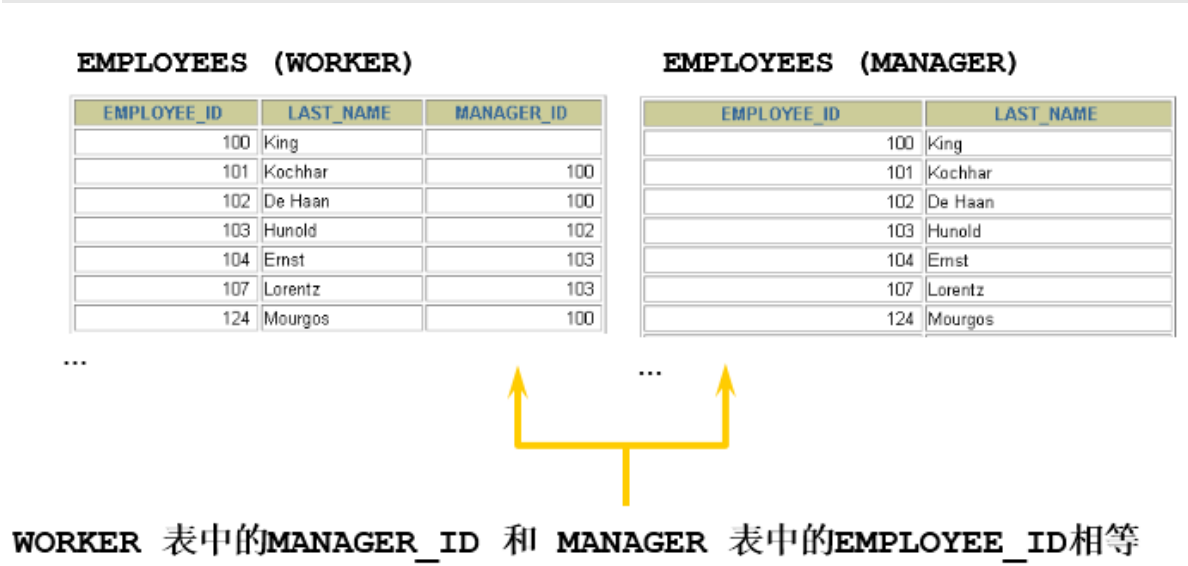 EMPLOYEES (WORKER)
EMPLOYEES (MANAGER)
EMPLOYEE_ID LAST_NAME MANAGER_ID
100 King
101 Kochhar 100
102 De Haan 100
103 Hunold 102
104 Ernst 103
107 Lorentz 103
124 Mourgos 100
...
EMPLOYEE_ID LAST_NAME
100 King
101 Kochhar
102 De Haan
103 Hunold
104 Ernst
107 Lorentz
124 Mourgos
...
WORKER 表中的MANAGER_ID 和 MANAGER 表中的EMPLOYEE_ID相等